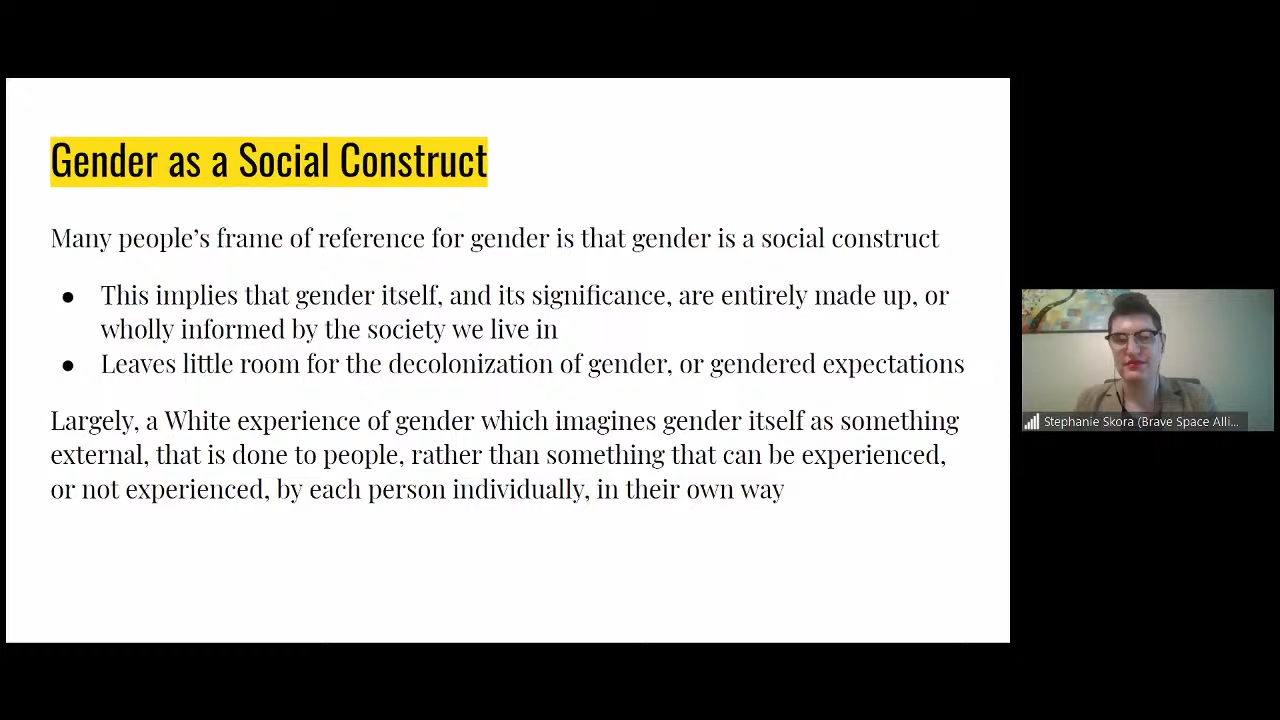 Gender as a Social Construct
Many people’s frame of reference for gender is that gender is a social construct
● This implies that gender itself, and its significance, are entirely made up, or
wholly informed by the society we live in
● Leaves little room for the decolonization of gender, or gendered expectations
Largely, a White experience of gender which imagines gender itself as something
external, that is done to people, rather than something that can be experienced,
or not experienced, by each person individually, in their own way
Stephanie Skora (Brave Space Alli...